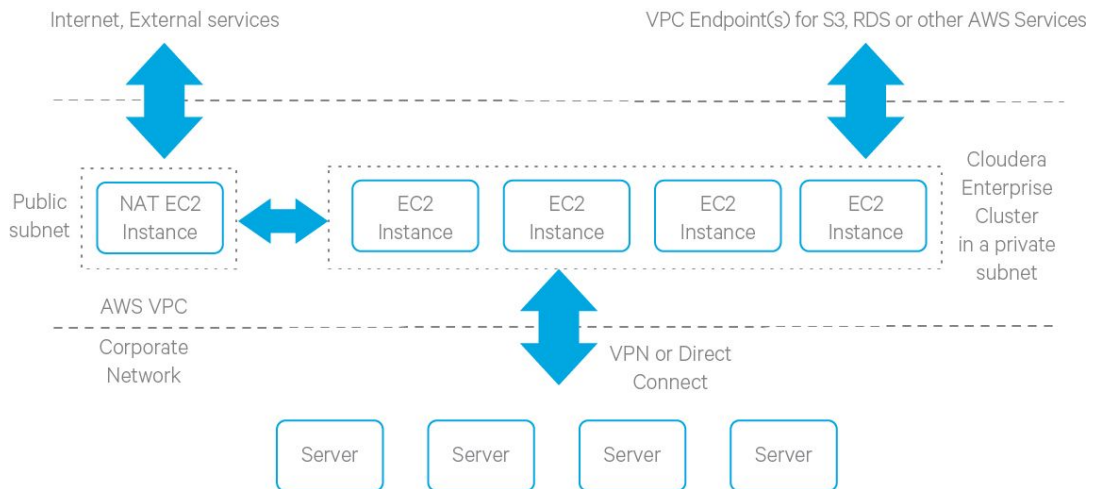 Internet, External services
VPC Endpoint(s) for S3, RDS or other AWS Services
Public
subnet
NAT EC2
Instance
EC2
Instance
EC2
Instance
EC2
Instance
EC2
Instance
Cloudera
Enterprise
Cluster
in a private
subnet
AWS VPC
Corporate
Network
VPN or Direct
Connect
Server
Server
Server
Server